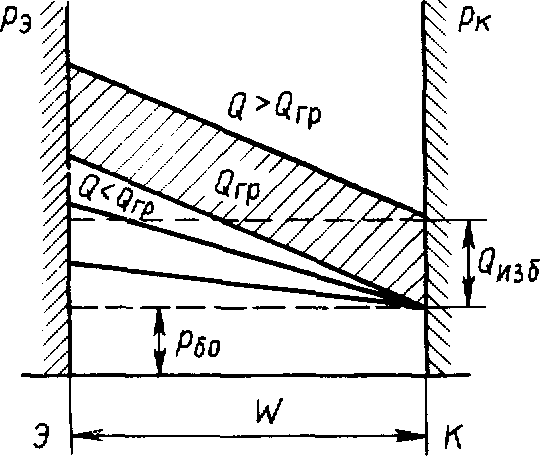 pэ
pк
Q > Qгр
Qгр
Q < Qгр
Qизб
pбо
W
Э
К